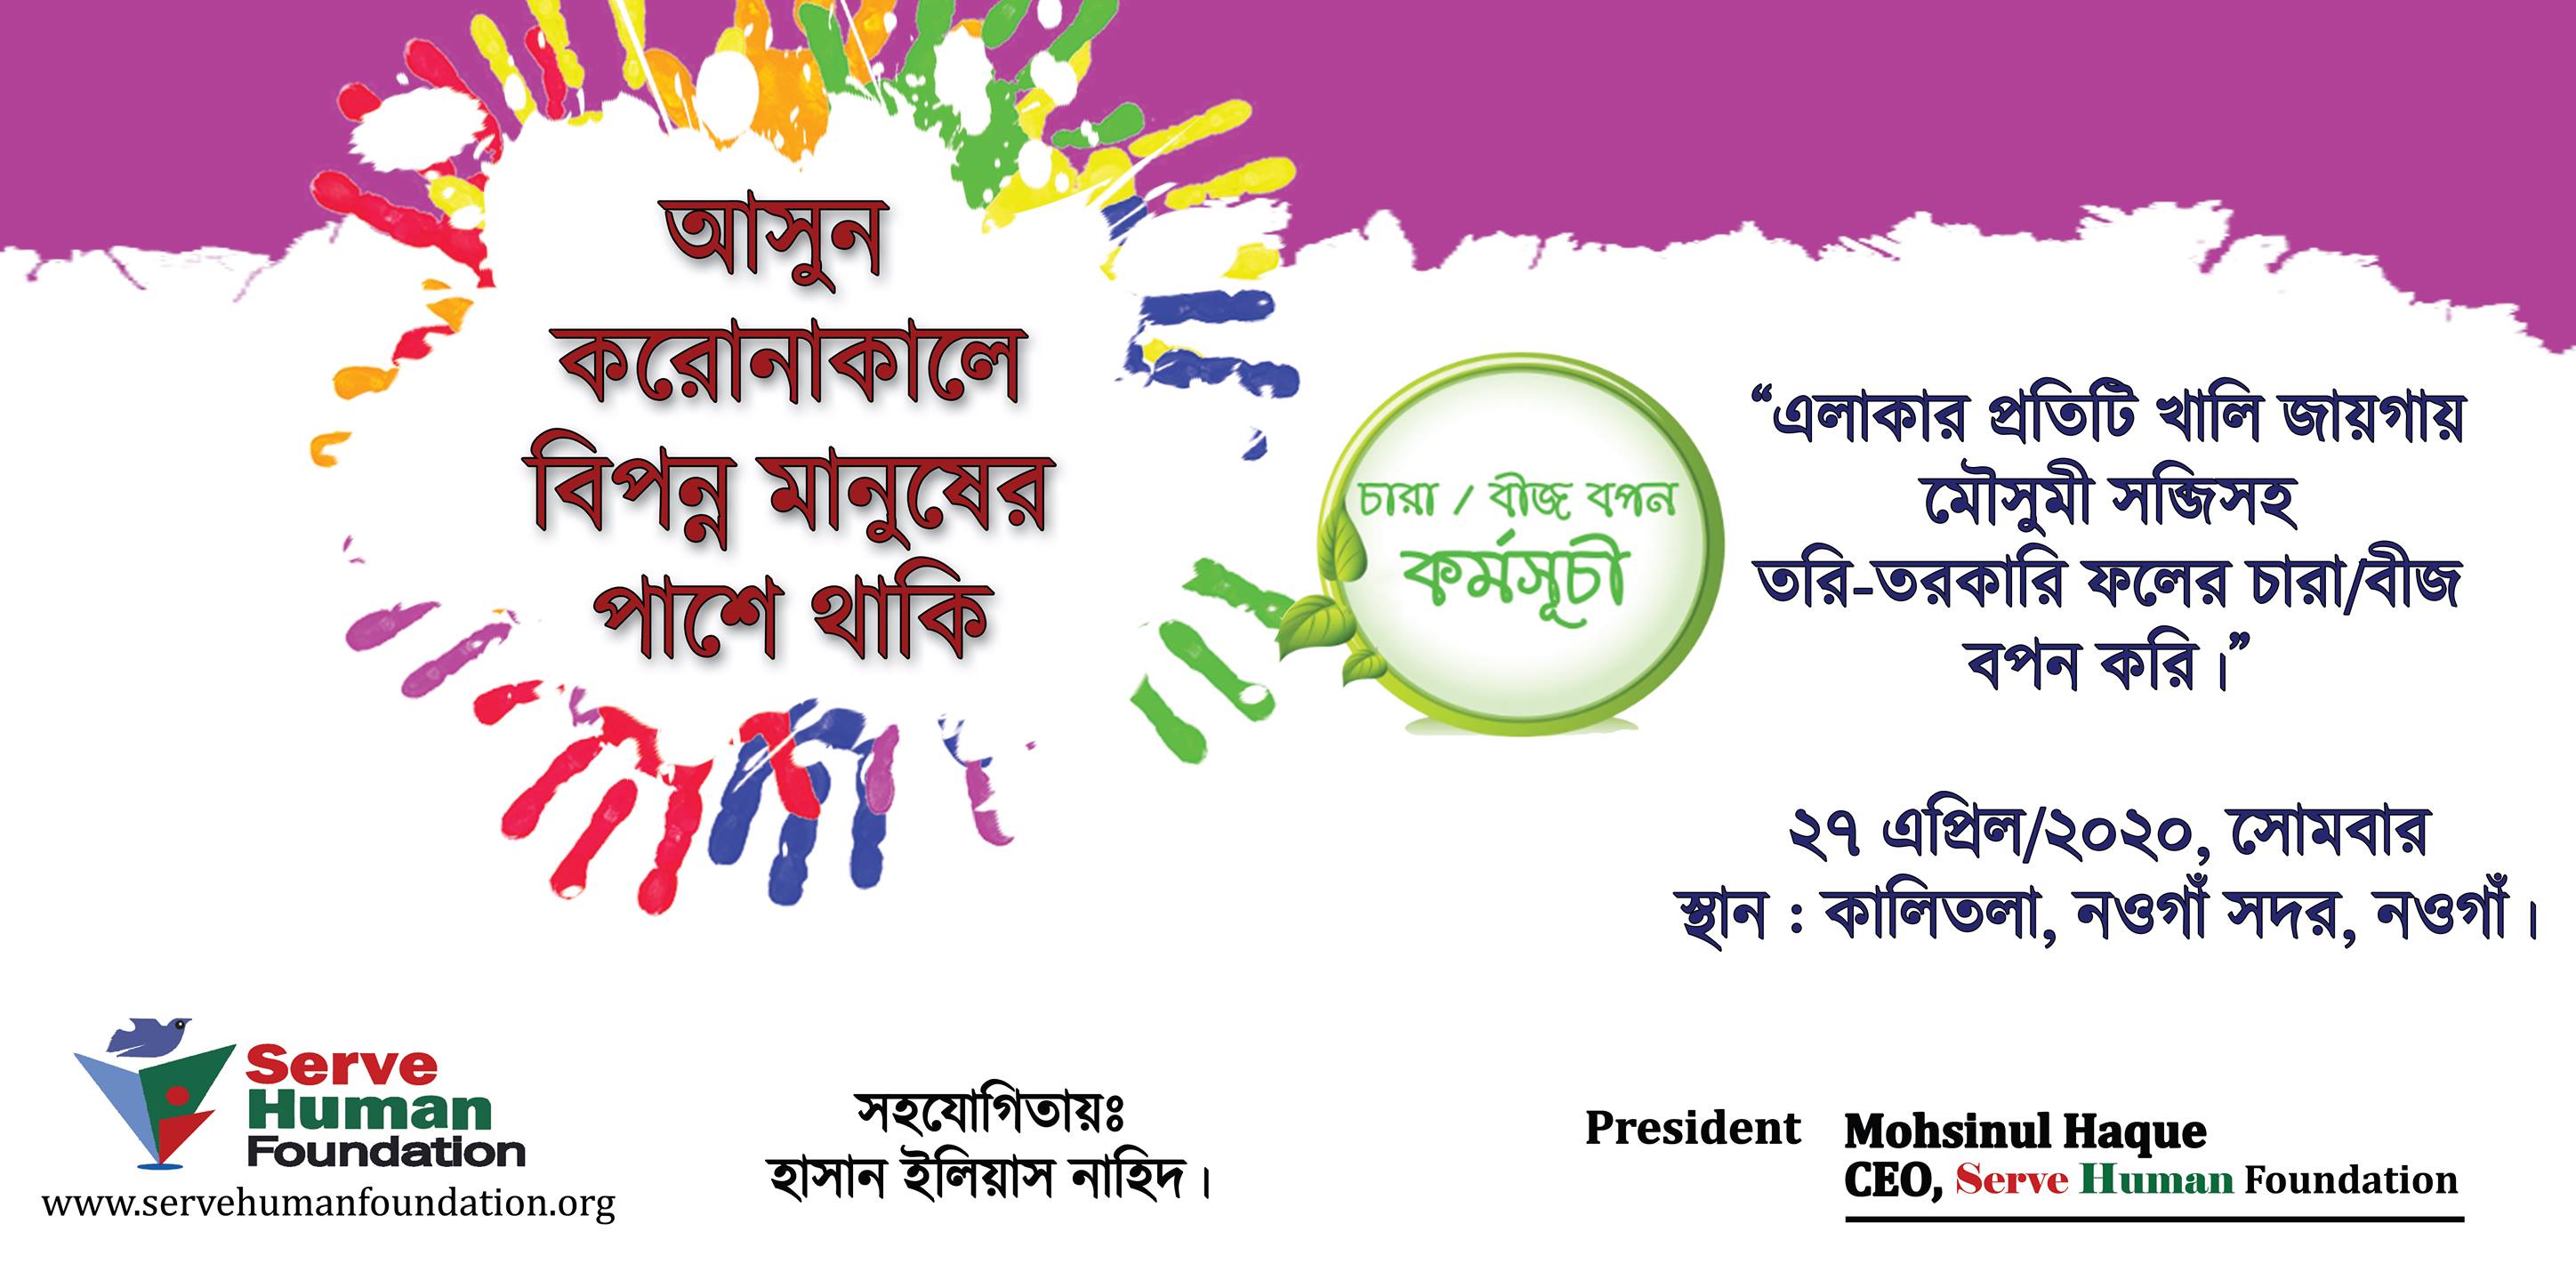 আসুন
করোনাকালে
বিপন্ন মানুষের
পাশে থাকি
চারা / বীজ বপন
কর্মসূচী
“এলাকার প্রতিটি খালি জায়গায়
মৌসুমী সব্জিসহ
তরি-তরকারি ফলের চারা/বীজ
বপন করি।”
২৭ এপ্রিল/২০২০, সোমবার
স্থান : কালিতলা, নওগাঁ সদর, নওগাঁ।
Serve
Human
Foundation
www.servehumanfoundation.org
সহযোগিতায়ঃ
হাসান ইলিয়াস নাহিদ।
President Mohsinul Haque
CEO, Serve Human Foundation